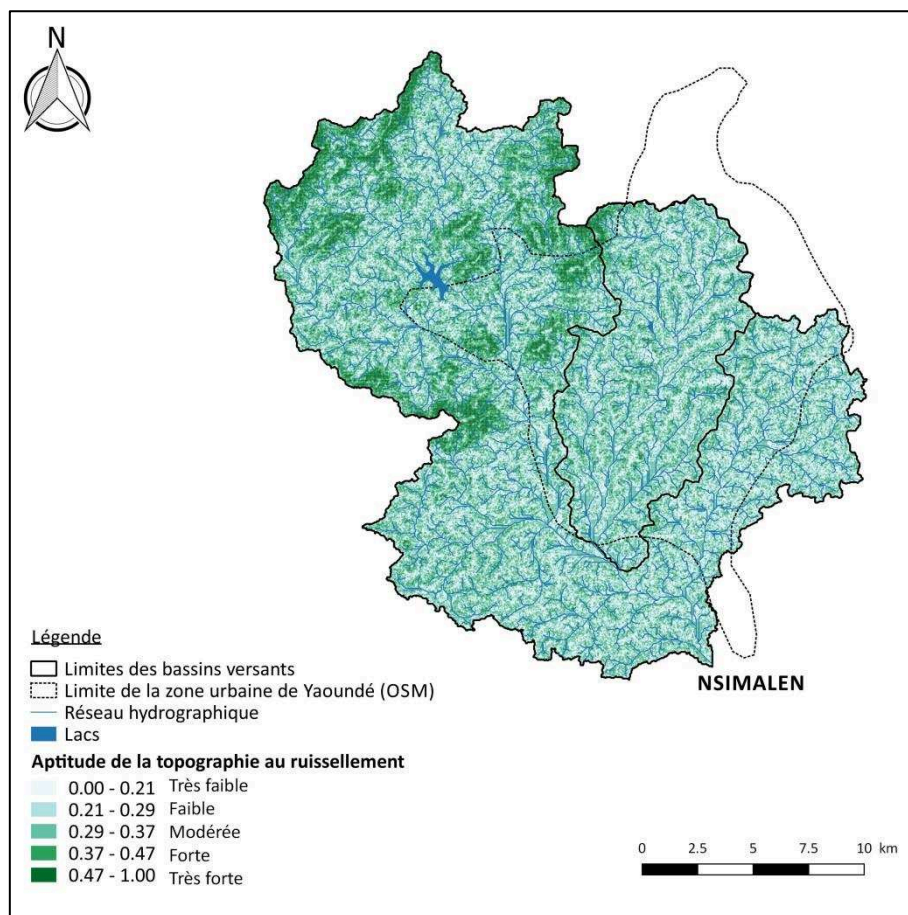 N
NSIMALEN
Légende
Limites des bassins versants
Limite de la zone urbaine de Yaoundé (OSM)
Réseau hydrographique
Lacs
Aptitude de la topographie au ruissellement
0.00 - 0.21 Très faible
0.21 - 0.29 Faible
0.29 - 0.37 Modérée
0.37 - 0.47 Forte
0.47 - 1.00 Très forte
0 2.5 5 7.5 10 km